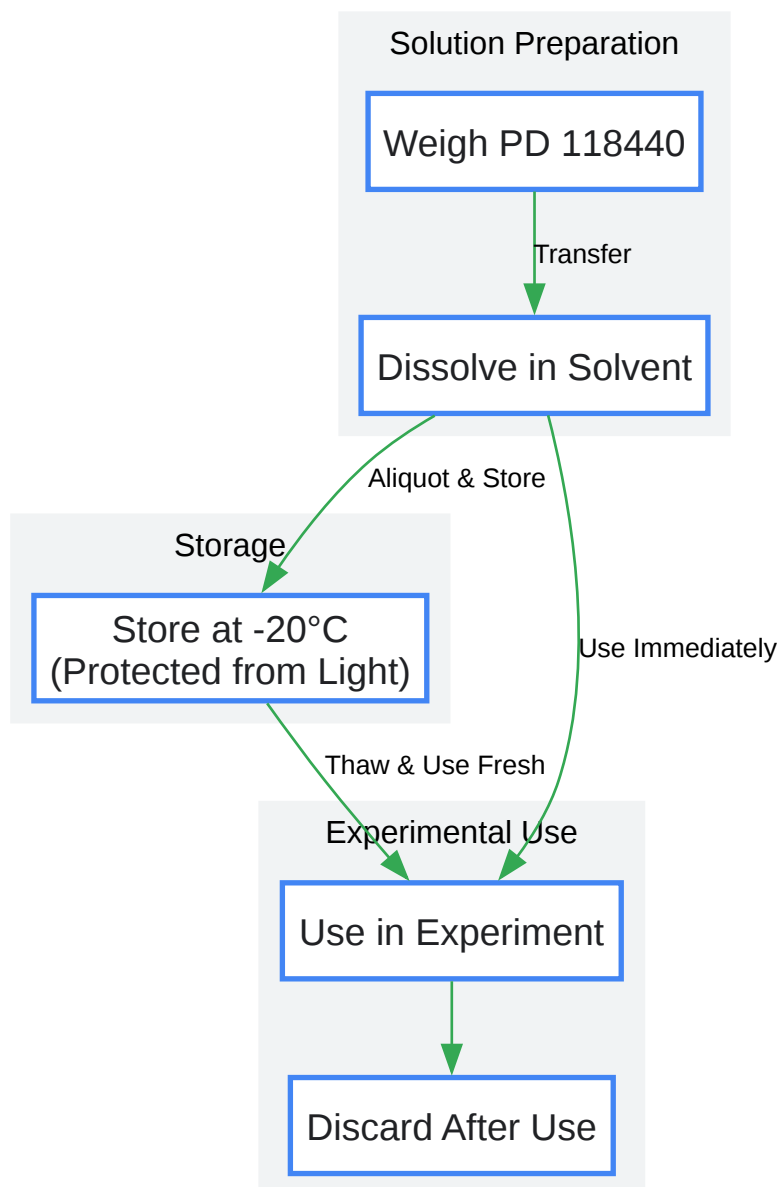 Solution Preparation
Weigh PD 118440
Transfer
Dissolve in Solvent
Aliquot & Store
Storage
Store at -20°C
(Protected from Light)
Use Immediately
Thaw & Use Fresh
Experimental Use
Use in Experiment
Discard After Use